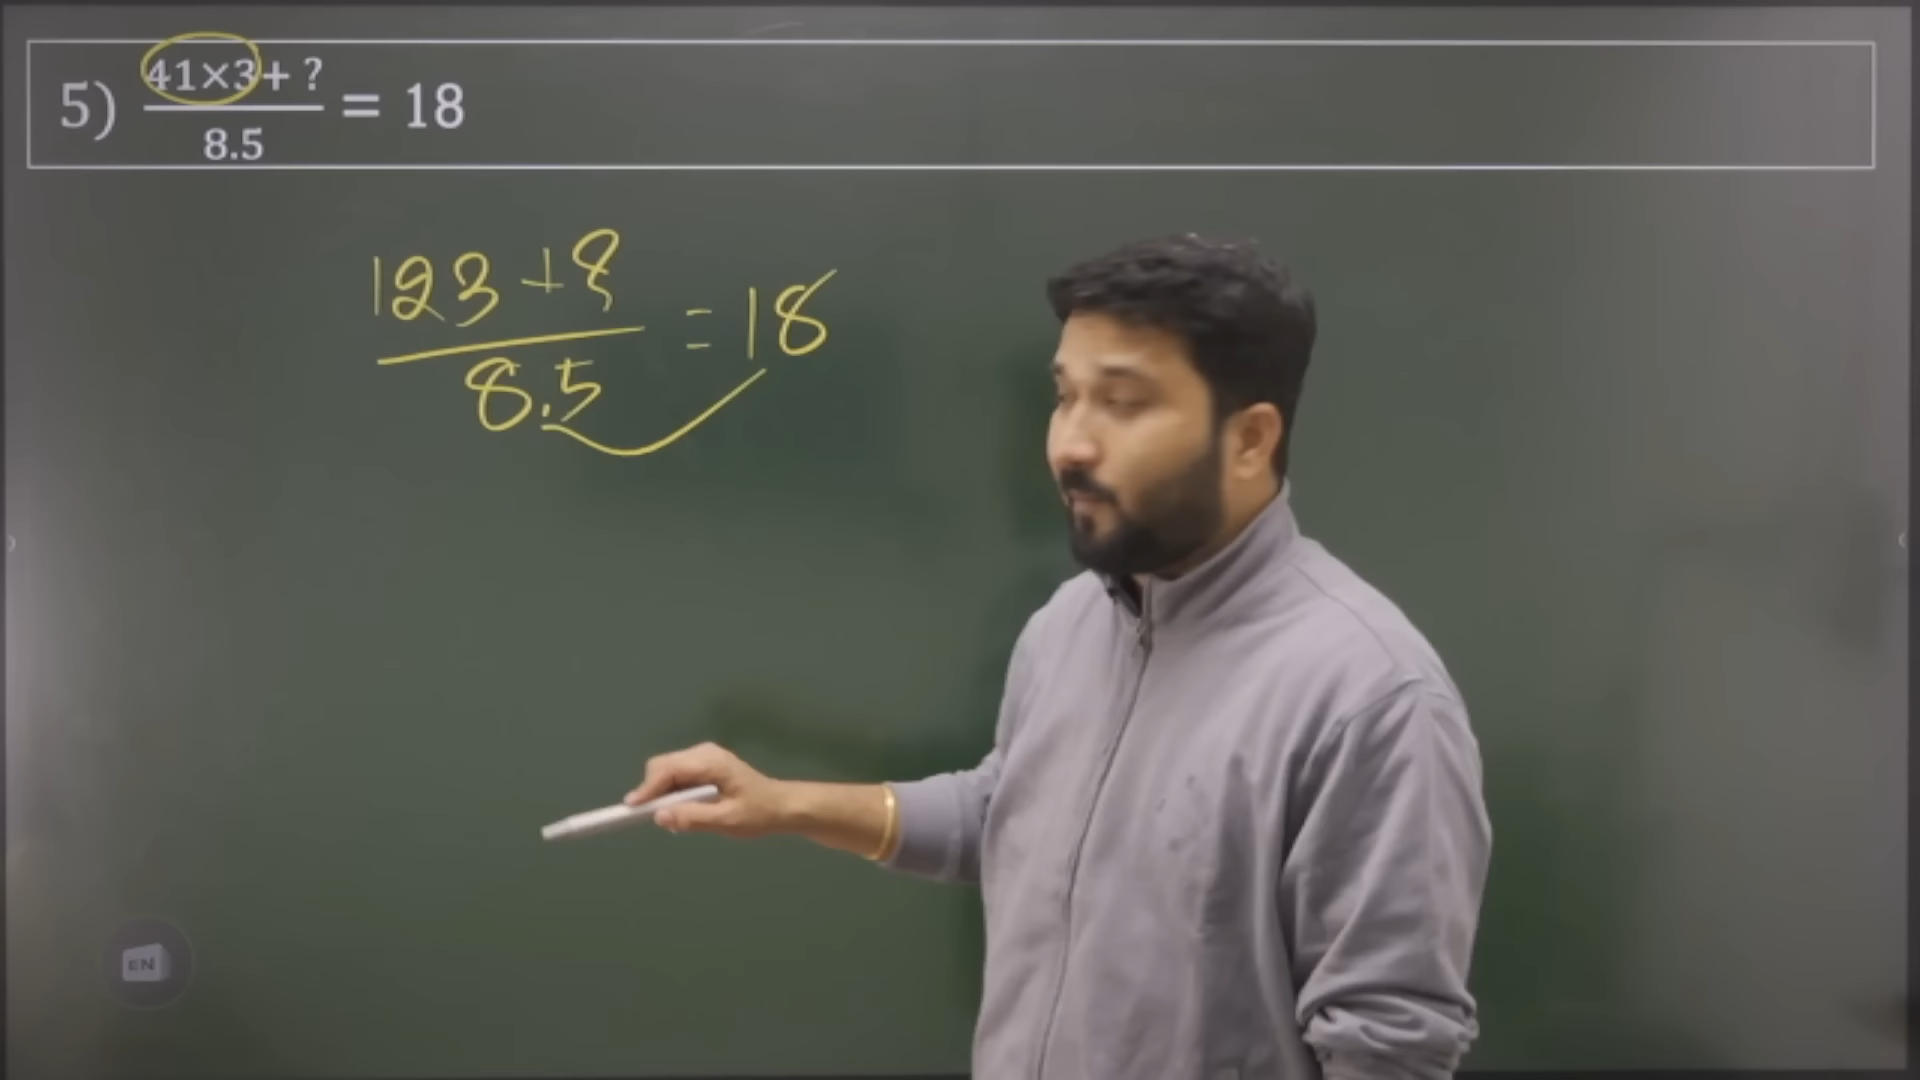 5) 41×3+ ? / 8.5 = 18
123 + ? / 8.5 = 18
EN